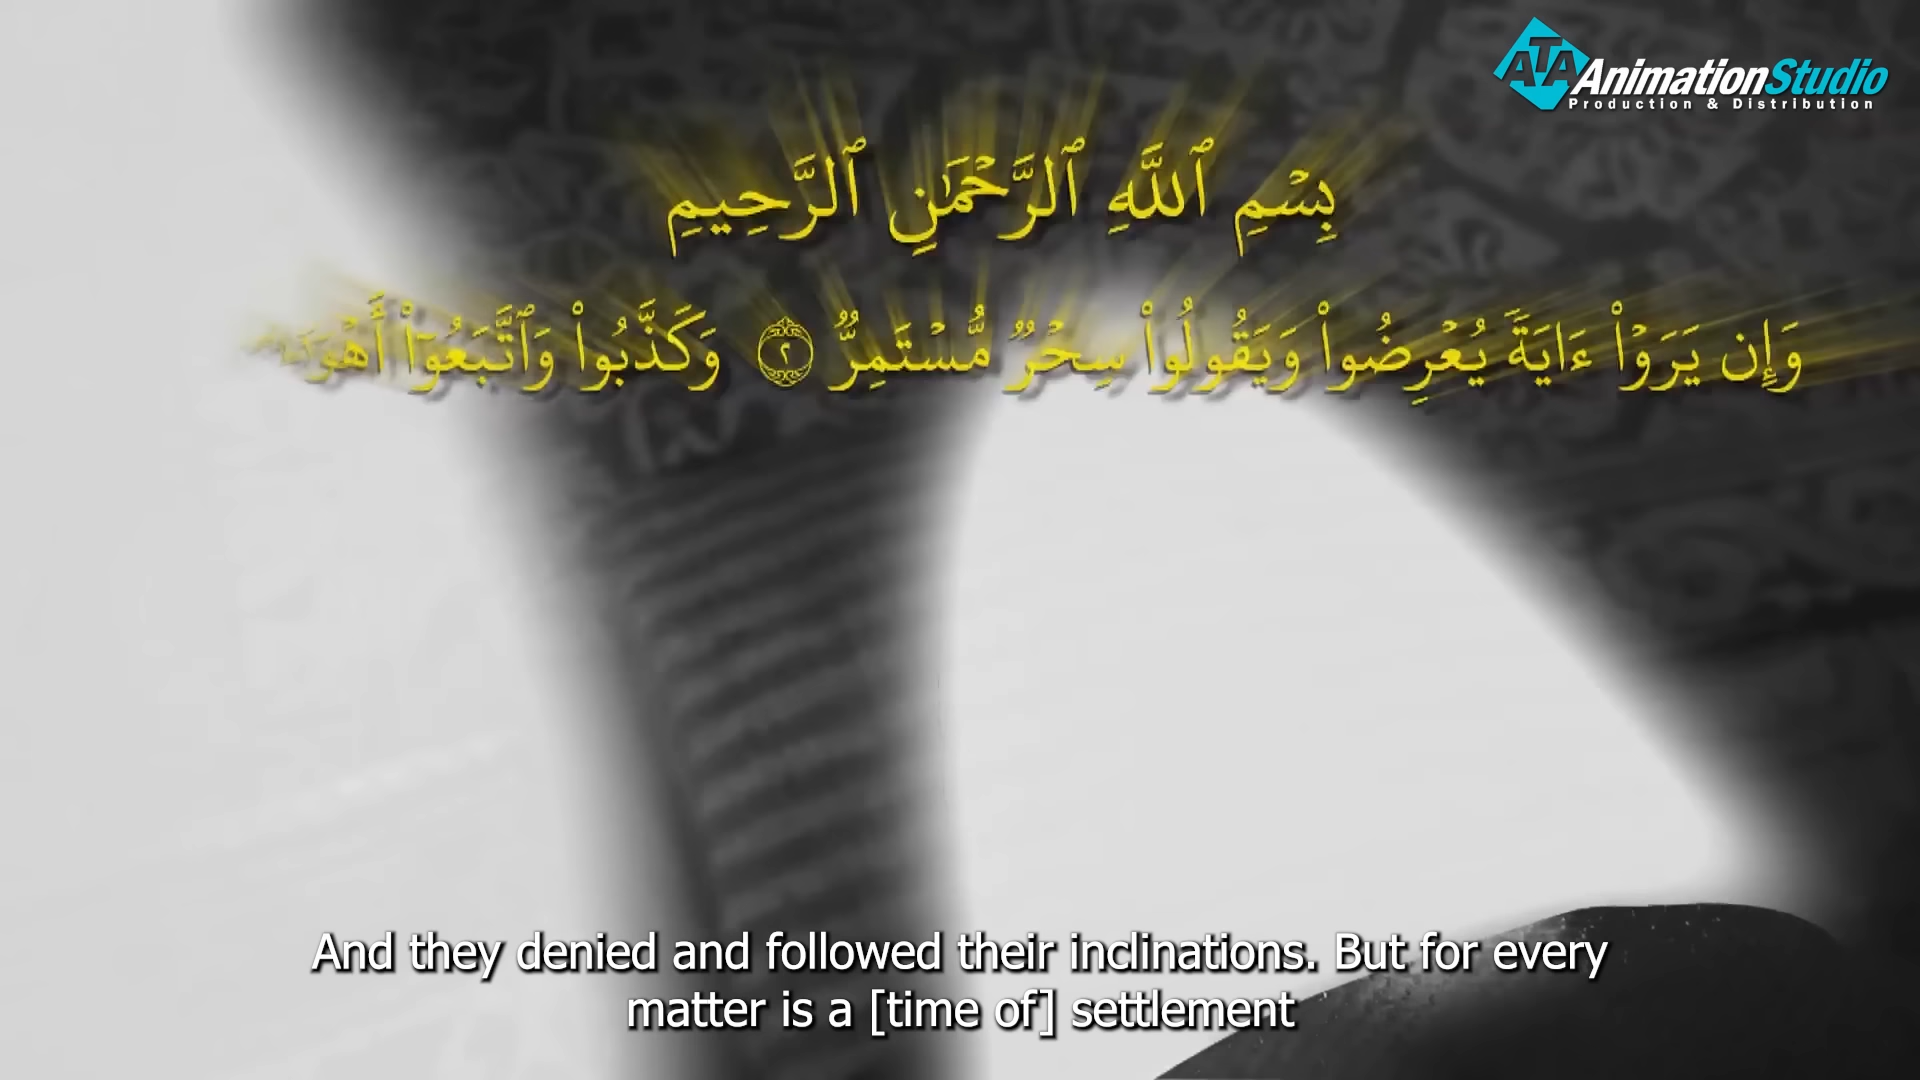 ATA AnimationStudio
Production & Distribution
بِسْمِ ٱللَّهِ ٱلرَّحْمَٰنِ ٱلرَّحِيمِ
وَإِن يَرَوْا۟ ءَايَةً يُعْرِضُوا۟ وَيَقُولُوا۟ سِحْرٌ مُّسْتَمِرٌّ ٢ وَكَذَّبُوا۟ وَٱتَّبَعُوٓا۟
And they denied and followed their inclinations. But for every
matter is a [time of] settlement